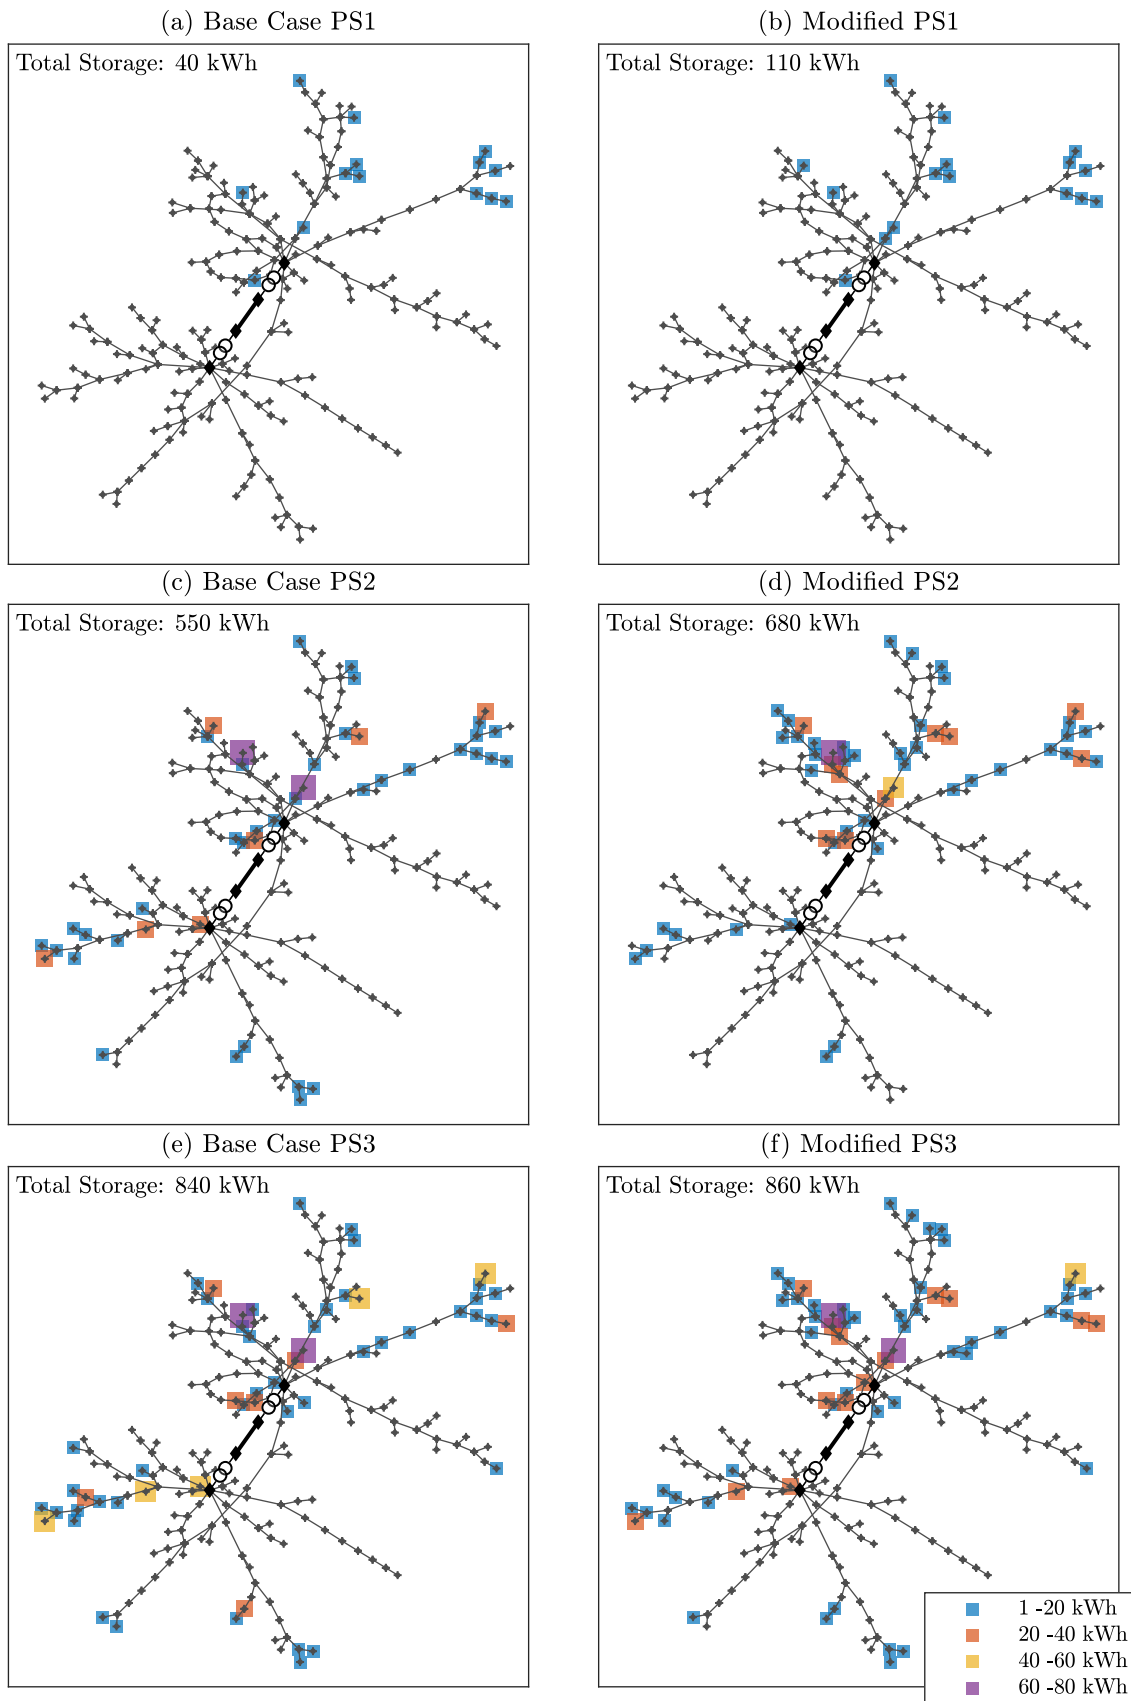 (a) Base Case PS1
(b) Modified PS1
Total Storage: 40 kWh
Total Storage: 110 kWh
(c) Base Case PS2
(d) Modified PS2
Total Storage: 550 kWh
Total Storage: 680 kWh
(e) Base Case PS3
(f) Modified PS3
Total Storage: 840 kWh
Total Storage: 860 kWh
1 -20 kWh
20 -40 kWh
40 -60 kWh
60 -80 kWh